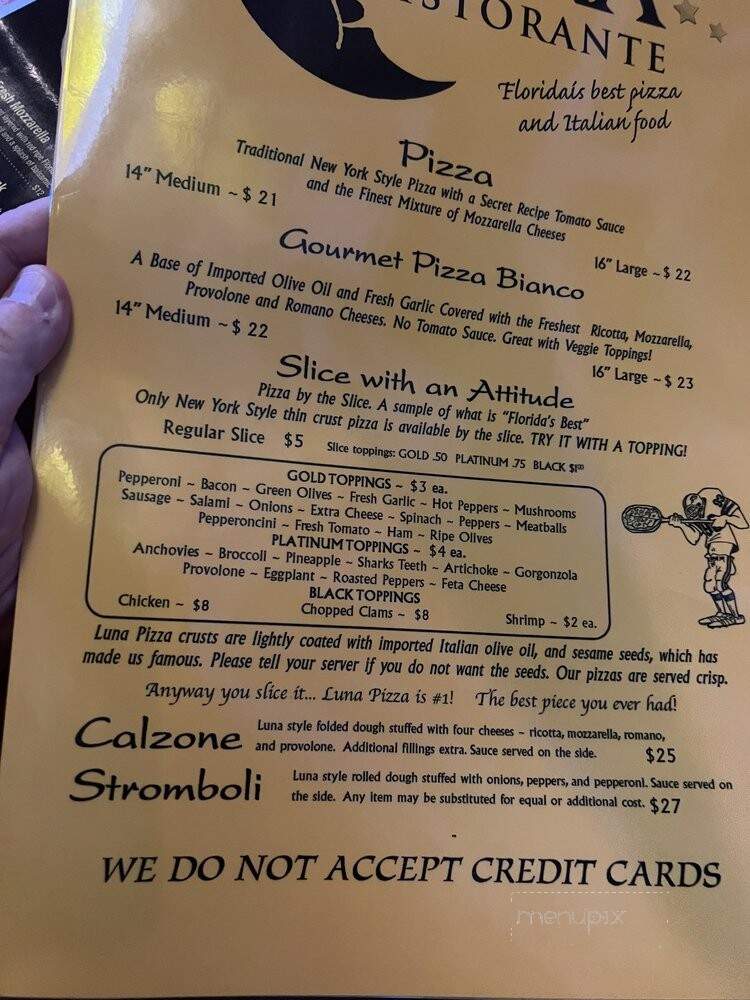 ISTORANTE
Florida's best pizza
and Italian food
Fresh Mozzarella
$12
Pizza
Traditional New York Style Pizza with a Secret Recipe Tomato Sauce
and the Finest Mixture of Mozzarella Cheeses
14" Medium ~ $ 21
16" Large ~ $ 22
Gourmet Pizza Bianco
A Base of Imported Olive Oil and Fresh Garlic Covered with the Freshest Ricotta, Mozzarella,
Provolone and Romano Cheeses. No Tomato Sauce. Great with Veggie Toppings!
14" Medium ~ $ 22
16" Large ~ $ 23
Slice with an Attitude
Pizza by the Slice. A sample of what is "Florida's Best"
Only New York Style thin crust pizza is available by the slice. TRY IT WITH A TOPPING!
Regular Slice $5
Slice toppings: GOLD .50 PLATINUM .75 BLACK $1⁰⁰
GOLD TOPPINGS ~ $3 ea.
Pepperoni ~ Bacon ~ Green Olives ~ Fresh Garlic ~ Hot Peppers ~ Mushrooms
Sausage ~ Salami ~ Onions ~ Extra Cheese ~ Spinach ~ Peppers ~ Meatballs
Pepperoncini ~ Fresh Tomato ~ Ham ~ Ripe Olives
PLATINUM TOPPINGS ~ $4 ea.
Anchovies ~ Broccoli ~ Pineapple ~ Sharks Teeth ~ Artichoke ~ Gorgonzola
Provolone ~ Eggplant ~ Roasted Peppers ~ Feta Cheese
BLACK TOPPINGS
Chicken ~ $8
Chopped Clams ~ $8
Shrimp ~ $2 ea.
Luna Pizza crusts are lightly coated with imported Italian olive oil, and sesame seeds, which has
made us famous. Please tell your server if you do not want the seeds. Our pizzas are served crisp.
Anyway you slice it... Luna Pizza is #1! The best piece you ever had!
Calzone
Luna style folded dough stuffed with four cheeses ~ ricotta, mozzarella, romano,
and provolone. Additional fillings extra. Sauce served on the side. $25
Stromboli
Luna style rolled dough stuffed with onions, peppers, and pepperoni. Sauce served on
the side. Any item may be substituted for equal or additional cost. $27
WE DO NOT ACCEPT CREDIT CARDS
menupix